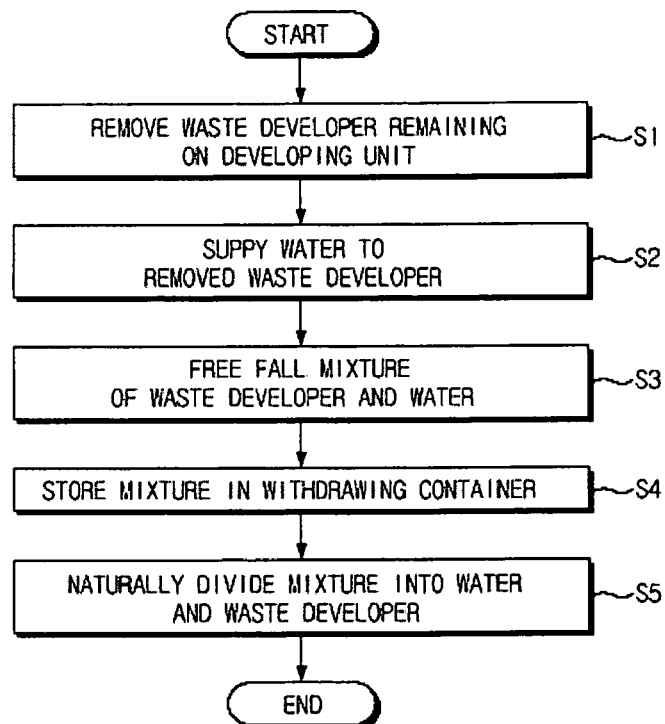 START
REMOVE WASTE DEVELOPER REMAINING
ON DEVELOPING UNIT
S1
SUPPY WATER TO
REMOVED WASTE DEVELOPER
S2
FREE FALL MIXTURE
OF WASTE DEVELOPER AND WATER
S3
STORE MIXTURE IN WITHDRAWING CONTAINER
S4
NATURALLY DIVIDE MIXTURE INTO WATER
AND WASTE DEVELOPER
S5
END